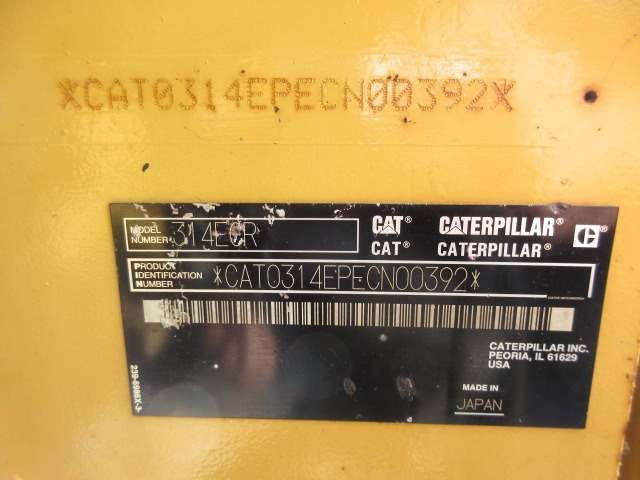 *CAT0314EPECN00392*
MODEL NUMBER 314ECR
CAT® CATERPILLAR®
CAT® CATERPILLAR®
C®
PRODUCT IDENTIFICATION NUMBER *CAT0314EPECN00392*
CATERPILLAR INC.
PEORIA, IL 61629
USA
MADE IN
JAPAN